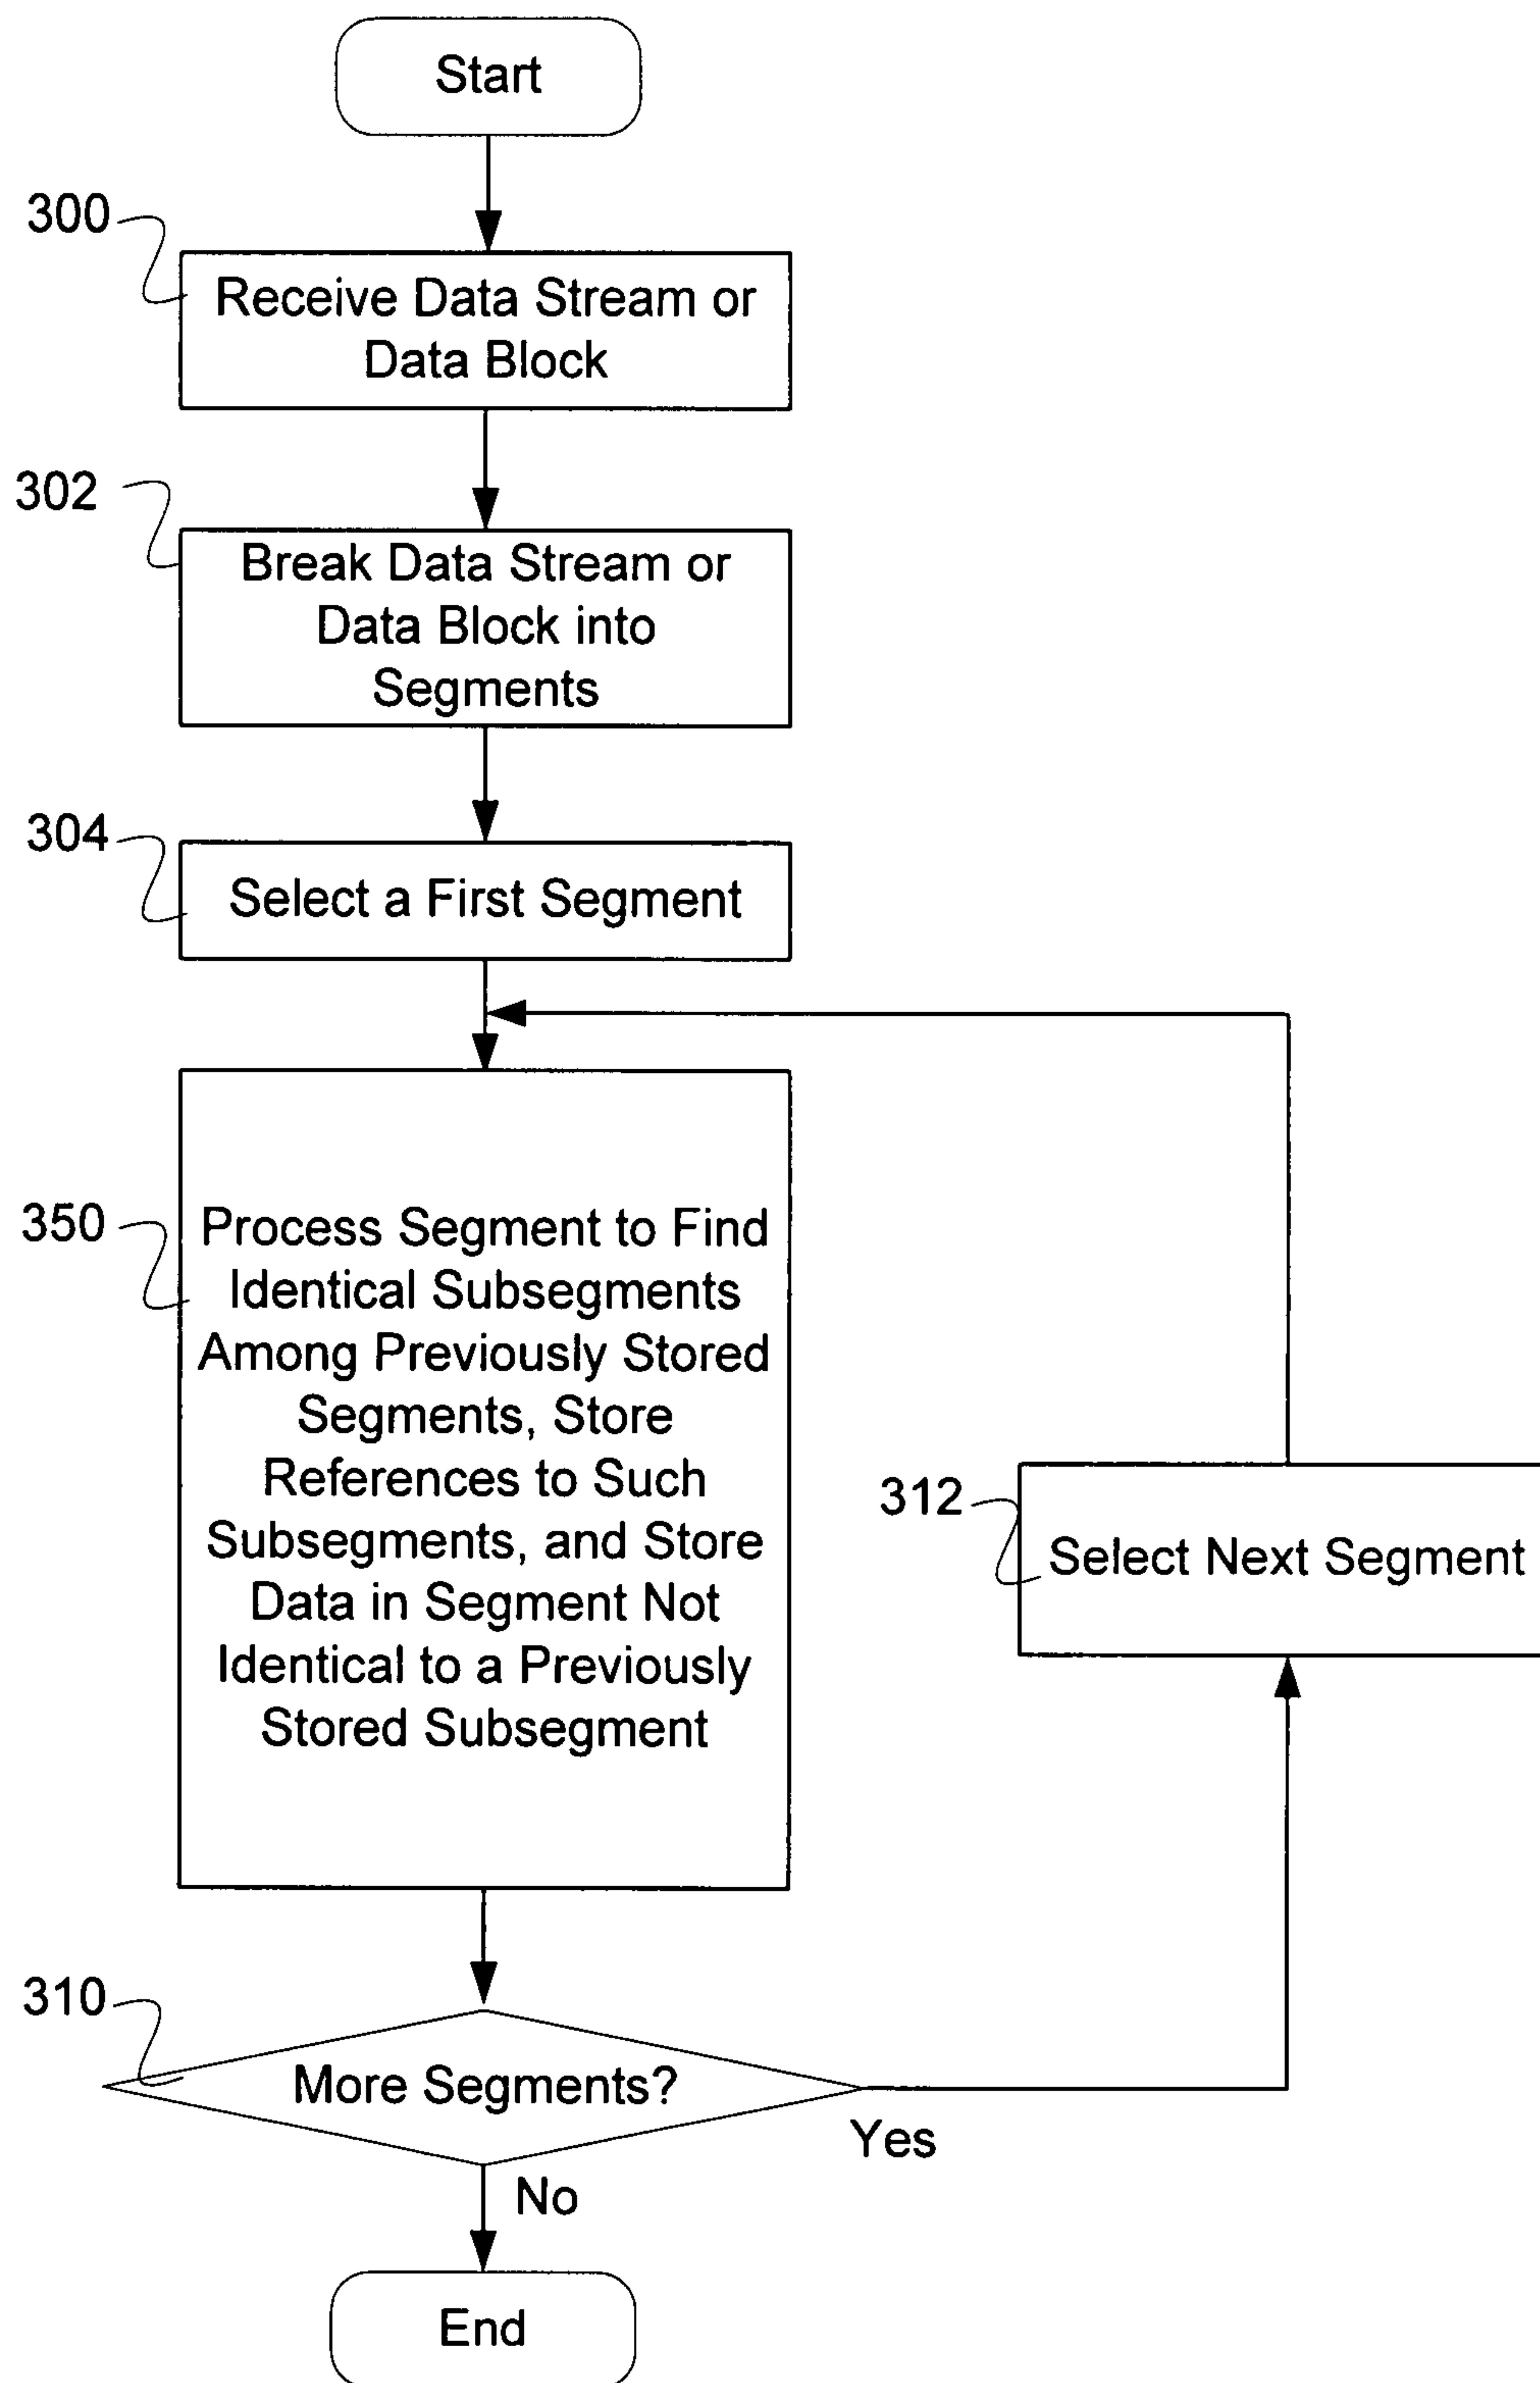 Start
300
Receive Data Stream or
Data Block
302
Break Data Stream or
Data Block into
Segments
304
Select a First Segment
350
Process Segment to Find
Identical Subsegments
Among Previously Stored
Segments, Store
References to Such
Subsegments, and Store
Data in Segment Not
Identical to a Previously
Stored Subsegment
312
Select Next Segment
310
More Segments?
Yes
No
End